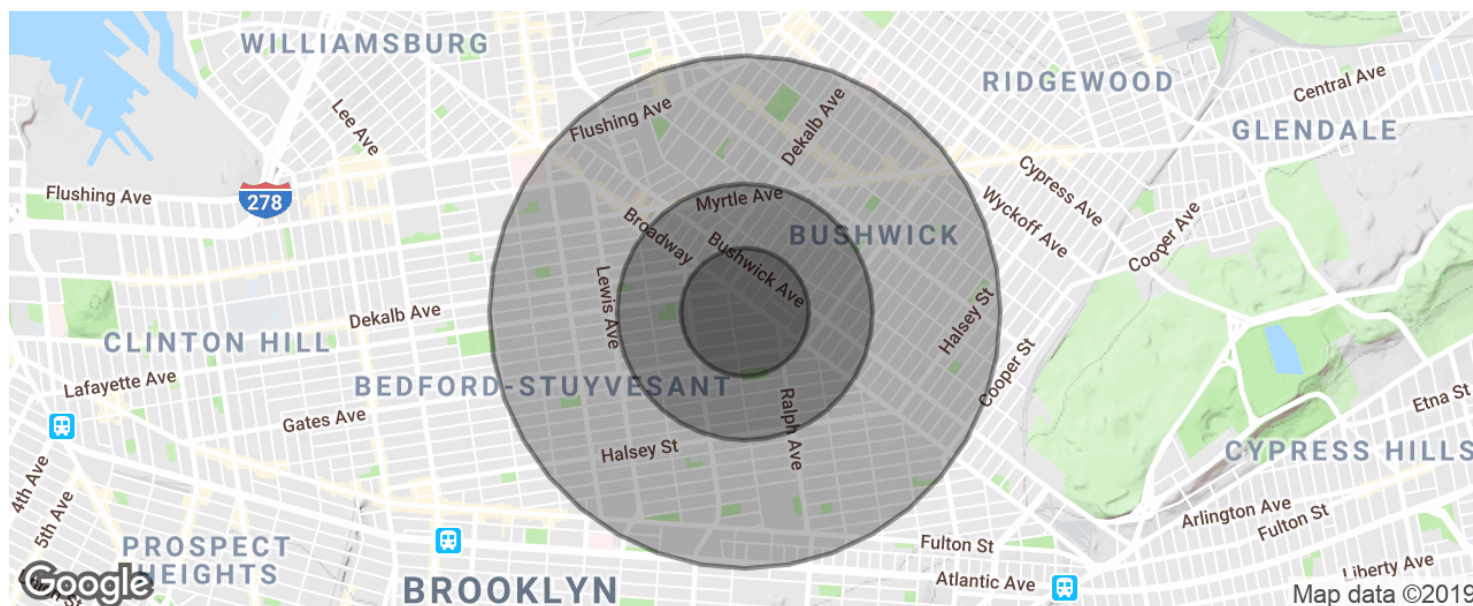 WILLIAMSBURG
RIDGEWOOD
Central Ave
Lee Ave
Flushing Ave
Dekalb Ave
GLENDALE
Flushing Ave
278
Myrtle Ave
Cypress Ave
Wyckoff Ave
Cooper Ave
Broadway
Bushwick Ave
BUSHWICK
Lewis Ave
Halsey St
Dekalb Ave
CLINTON HILL
Lafayette Ave
BEDFORD-STUYVESANT
Cooper St
Etna St
Gates Ave
Ralph Ave
Halsey St
CYPRESS HILLS
4th Ave
5th Ave
Arlington Ave
Fulton St
PROSPECT
HEIGHTS
Fulton St
Liberty Ave
Google
BROOKLYN
Atlantic Ave
Map data ©2019